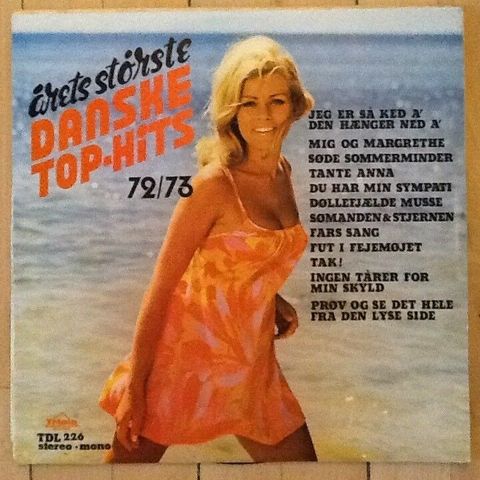 årets største
DANSKE
TOP-HITS
72/73
JEG ER SÅ KED A'
DEN HÆNGER NED A'
MIG OG MARGRETHE
SØDE SOMMERMINDER
TANTE ANNA
DU HAR MIN SYMPATI
DOLLEFJÆLDE MUSSE
SØMANDEN & STJERNEN
FARS SANG
FUT I FEJEMØJET
TAK!
INGEN TÅRER FOR
MIN SKYLD
PRØV OG SE DET HELE
FRA DEN LYSE SIDE
TDL 226
stereo-mono